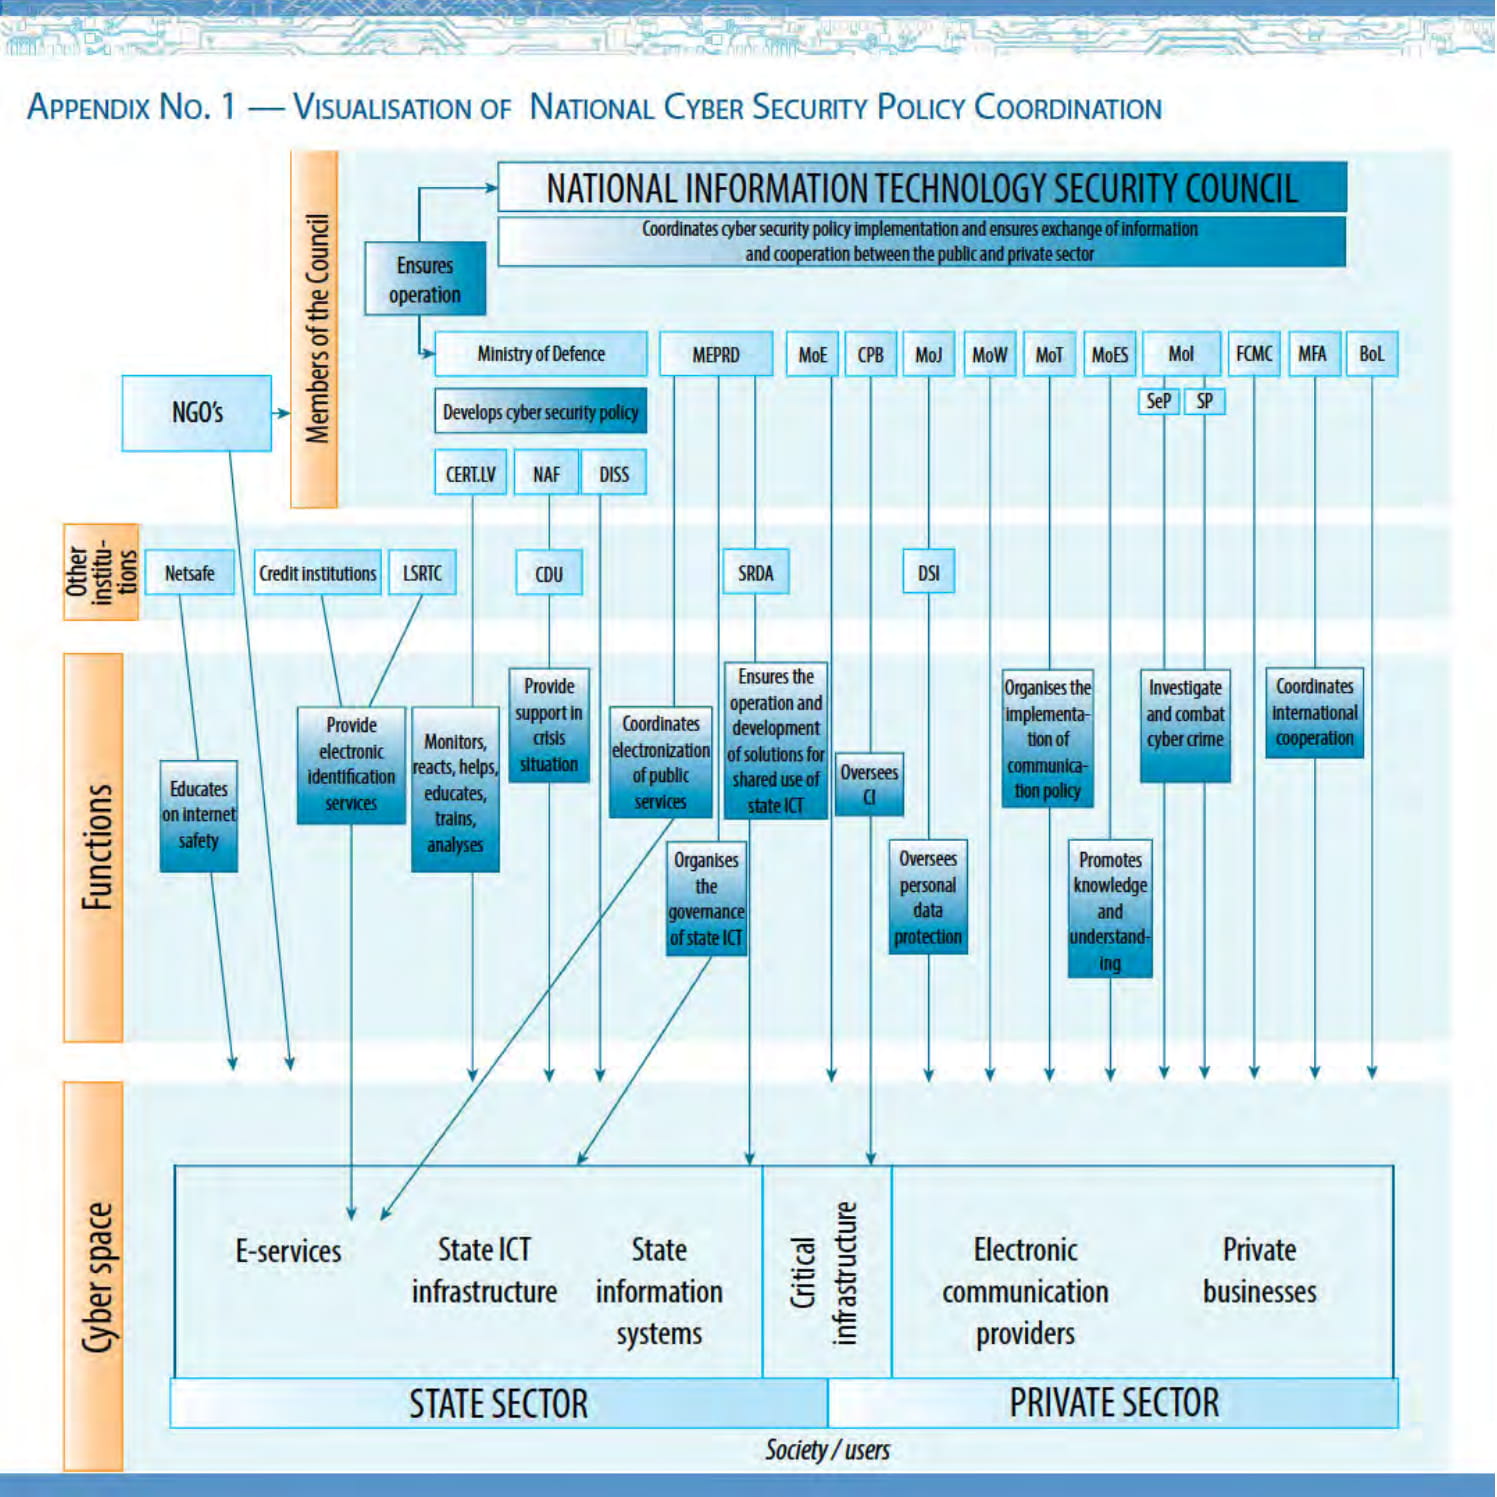 APPENDIX NO. 1 — VISUALISATION OF NATIONAL CYBER SECURITY POLICY COORDINATION
Members of the Council
NATIONAL INFORMATION TECHNOLOGY SECURITY COUNCIL
Coordinates cyber security policy implementation and ensures exchange of information
and cooperation between the public and private sector
Ensures
operation
Ministry of Defence
MEPRD
MoE
CPB
MoJ
MoW
MoT
MoES
MoI
FCMC
MFA
BoL
SeP
SP
NGO's
Develops cyber security policy
CERT.LV
NAF
DISS
Other
institu-
tions
Netsafe
Credit institutions
LSRTC
CDU
SRDA
DSI
Functions
Educates
on internet
safety
Provide
electronic
identification
services
Monitors,
reacts, helps,
educates,
trains,
analyses
Provide
support in
crisis
situation
Coordinates
electronization
of public
services
Organises
the
governance
of state ICT
Ensures the
operation and
development
of solutions for
shared use of
state ICT
Oversees
CI
Oversees
personal
data
protection
Organises the
implementa-
tion of
communica-
tion policy
Promotes
knowledge
and
understand-
ing
Investigate
and combat
cyber crime
Coordinates
international
cooperation
Cyber space
E-services
State ICT
infrastructure
State
information
systems
Critical
infrastructure
Electronic
communication
providers
Private
businesses
STATE SECTOR
PRIVATE SECTOR
Society / users